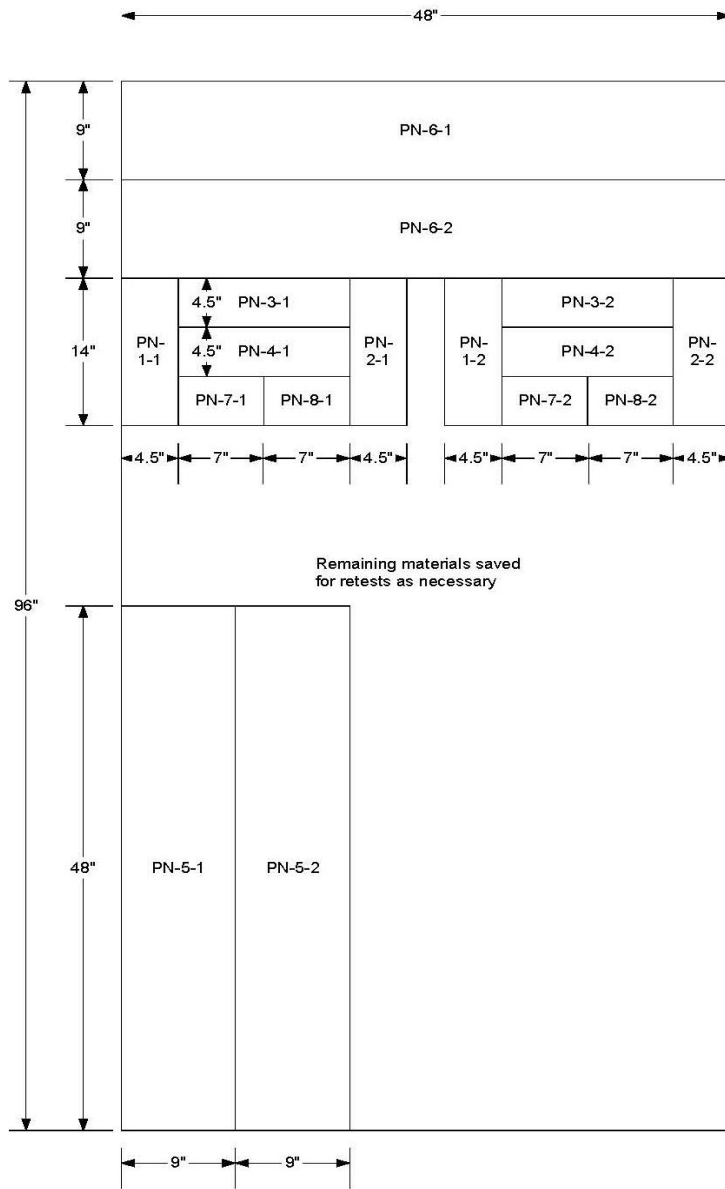 48"
9"
PN-6-1
9"
PN-6-2
14"
PN-
1-1
4.5"
PN-3-1
4.5"
PN-4-1
PN-7-1
PN-8-1
PN-
2-1
PN-
1-2
PN-3-2
PN-4-2
PN-7-2
PN-8-2
PN-
2-2
4.5"
7"
7"
4.5"
4.5"
7"
7"
4.5"
Remaining materials saved
for retests as necessary
96"
48"
PN-5-1
PN-5-2
9"
9"